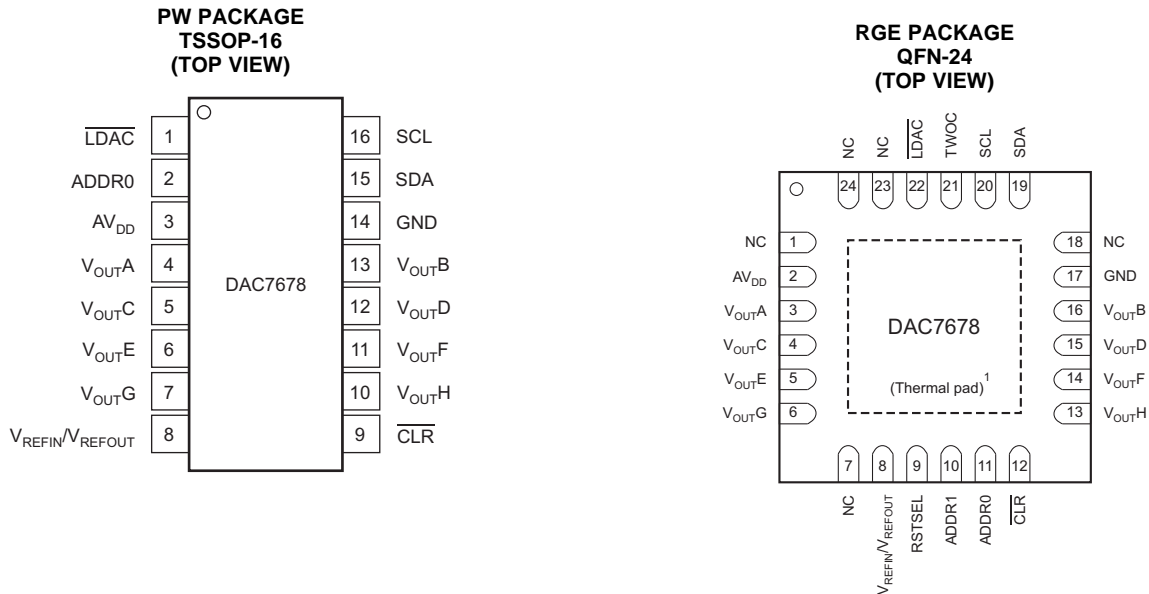 PW PACKAGE
TSSOP-16
(TOP VIEW)
LDAC 1 16 SCL
ADDR0 2 15 SDA
AVDD 3 14 GND
VOUTA 4 13 VOUTB
VOUTC 5 12 VOUTD
VOUTE 6 11 VOUTF
VOUTG 7 10 VOUTH
VREFIN/VREFOUT 8 9 CLR
DAC7678
RGE PACKAGE
QFN-24
(TOP VIEW)
NC NC LDAC TWOC SCL SDA
24 23 22 21 20 19
NC 1 18 NC
AVDD 2 17 GND
VOUTA 3 16 VOUTB
VOUTC 4 15 VOUTD
VOUTE 5 14 VOUTF
VOUTG 6 13 VOUTH
DAC7678
(Thermal pad)1
7 8 9 10 11 12
NC VREFIN/VREFOUT RSTSEL ADDR1 ADDR0 CLR